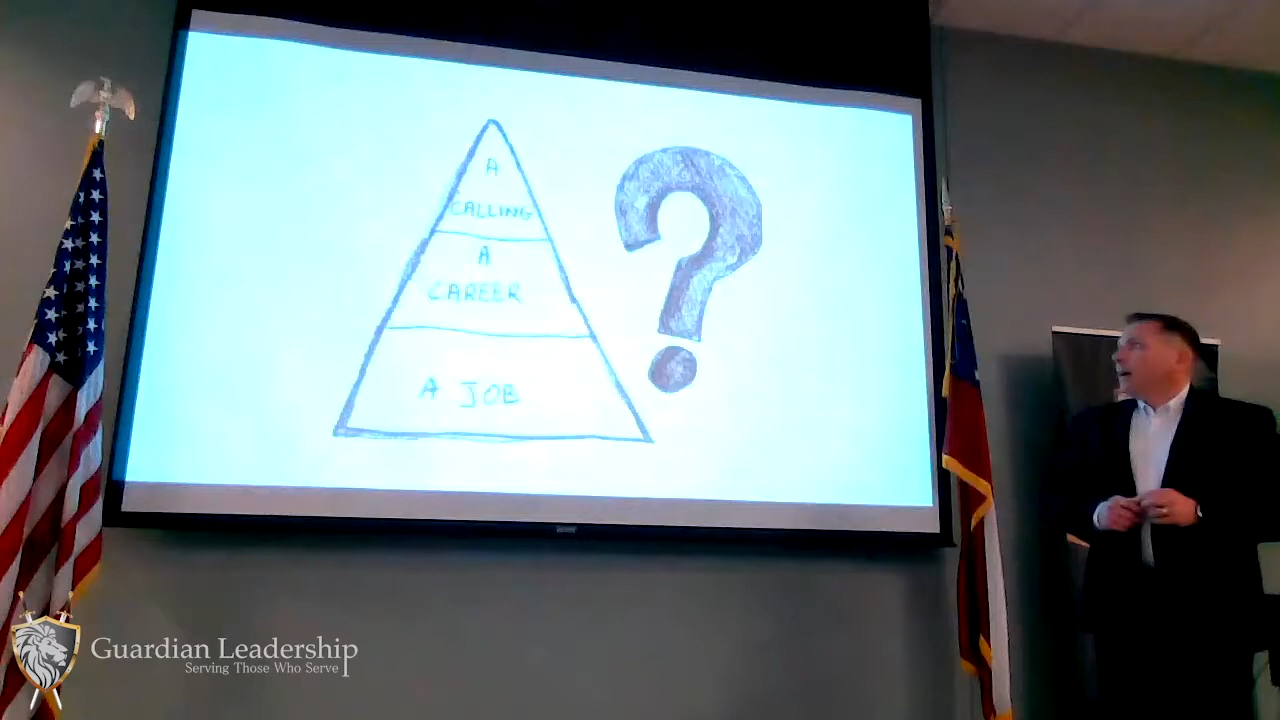 A
CALLING
A
CAREER
A JOB
Guardian Leadership
Serving Those Who Serve